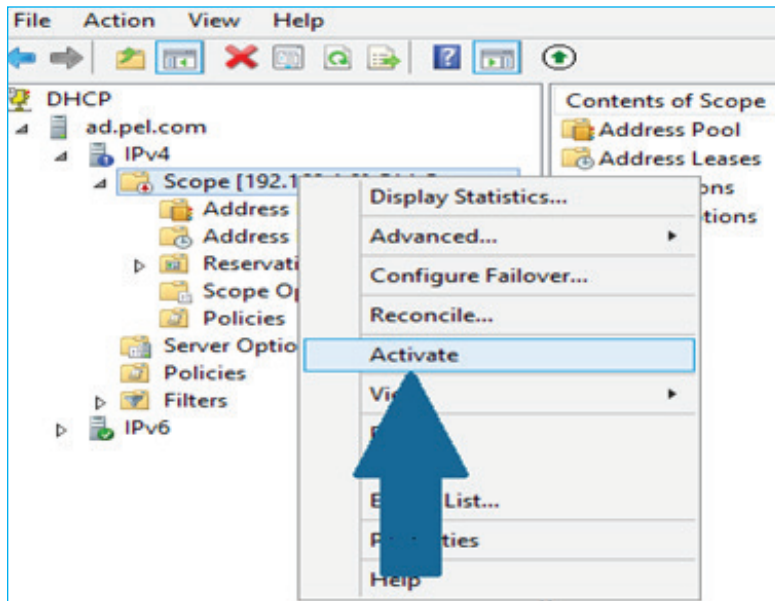 File Action View Help
DHCP
ad.pel.com
IPv4
Scope [192.1
Address
Address
Reservati
Scope Op
Policies
Server Optio
Policies
Filters
IPv6
Contents of Scope
Address Pool
Address Leases
ons
tions
Display Statistics...
Advanced...
Configure Failover...
Reconcile...
Activate
List...
Help